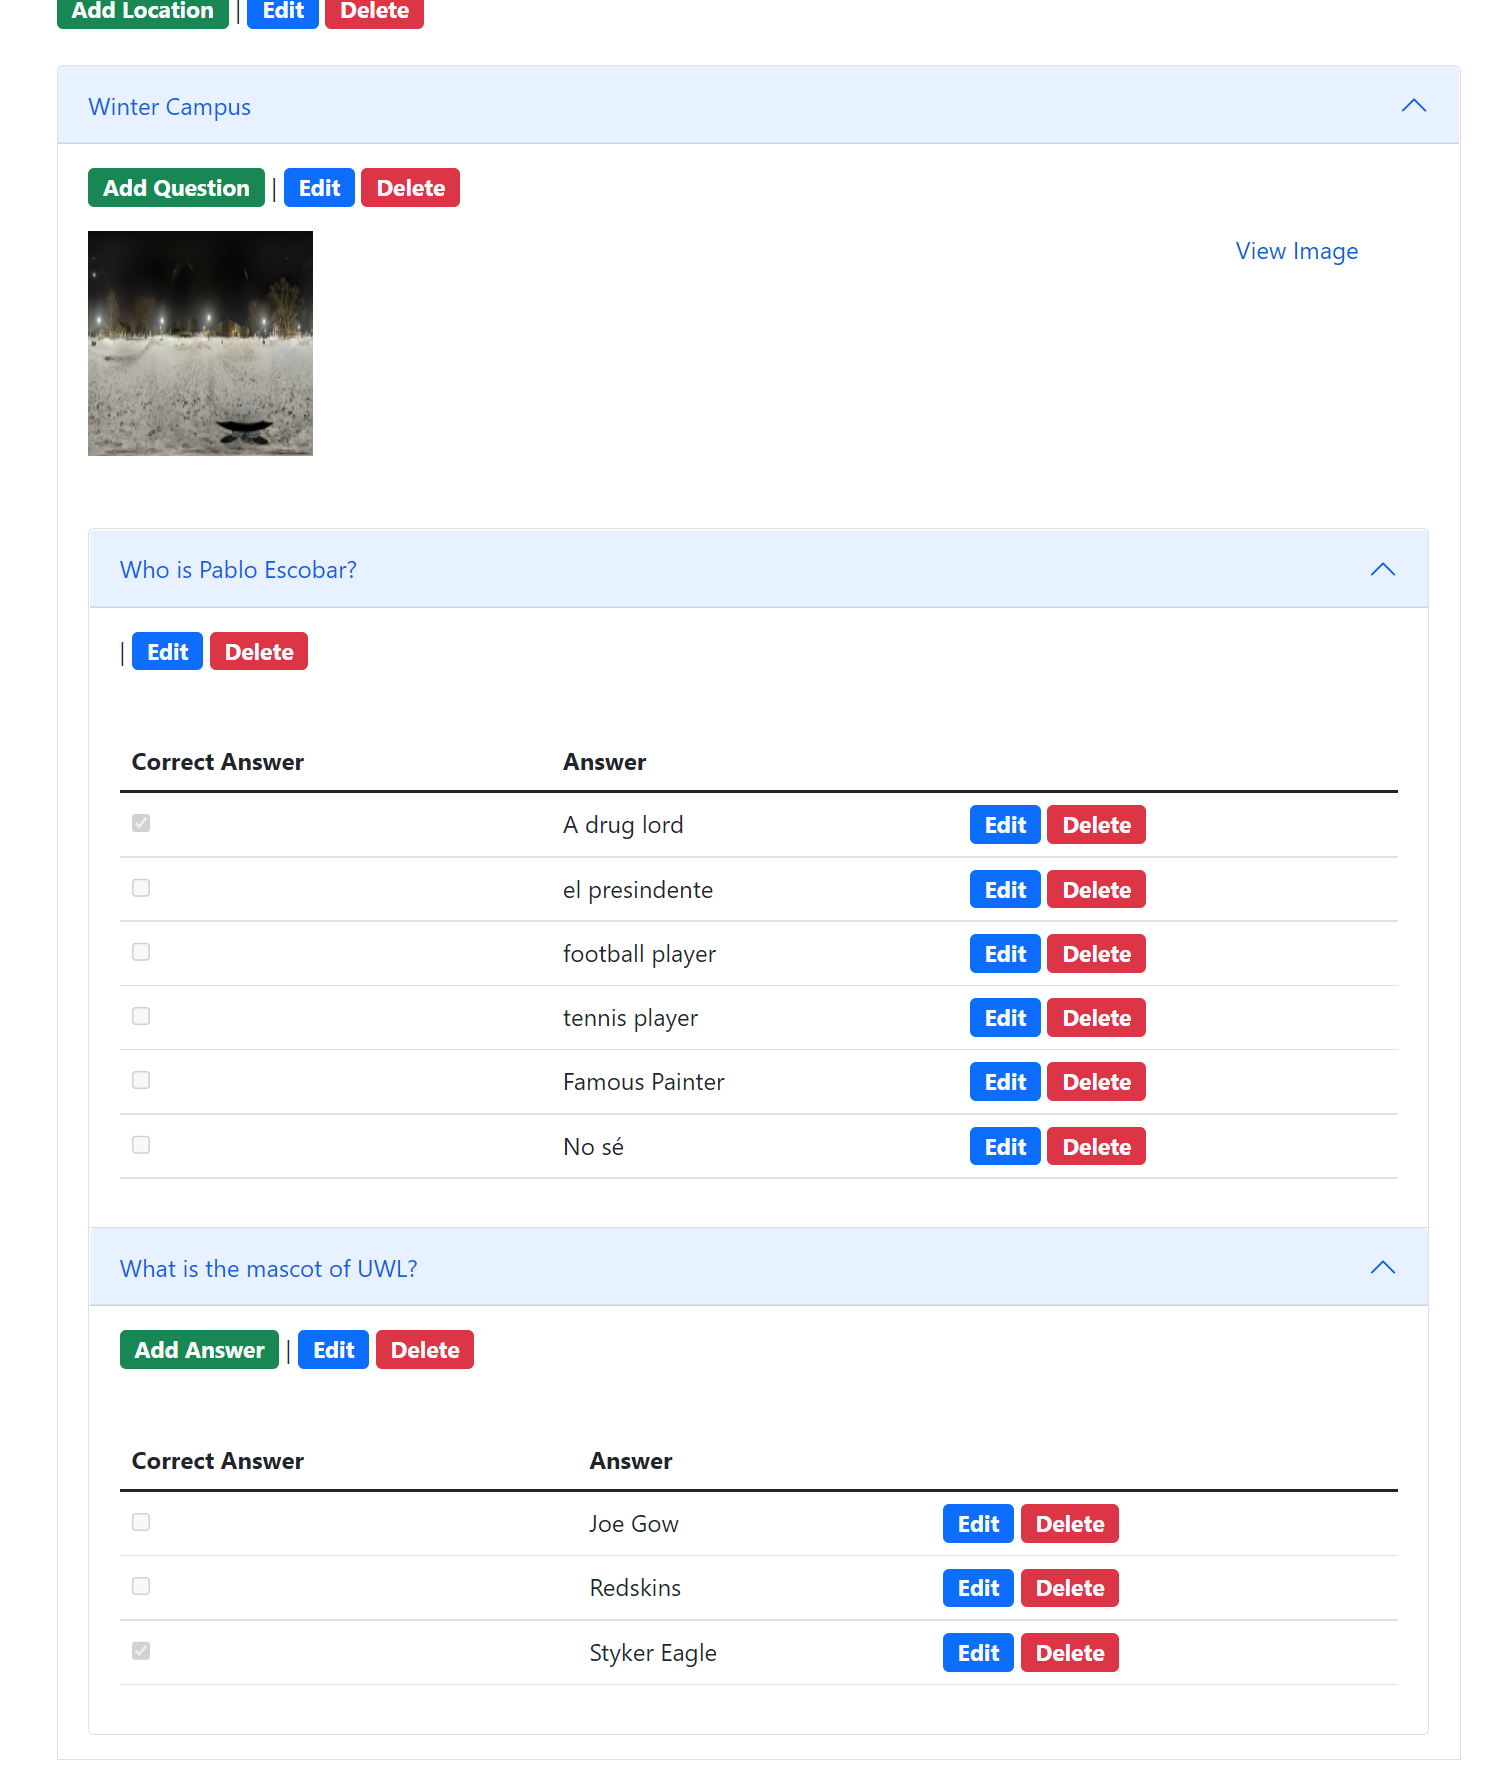 Add Location | Edit Delete
Winter Campus
Add Question | Edit Delete
View Image
Who is Pablo Escobar?
| Edit Delete
Correct Answer Answer
A drug lord Edit Delete
el presindente Edit Delete
football player Edit Delete
tennis player Edit Delete
Famous Painter Edit Delete
No sé Edit Delete
What is the mascot of UWL?
Add Answer | Edit Delete
Correct Answer Answer
Joe Gow Edit Delete
Redskins Edit Delete
Styker Eagle Edit Delete